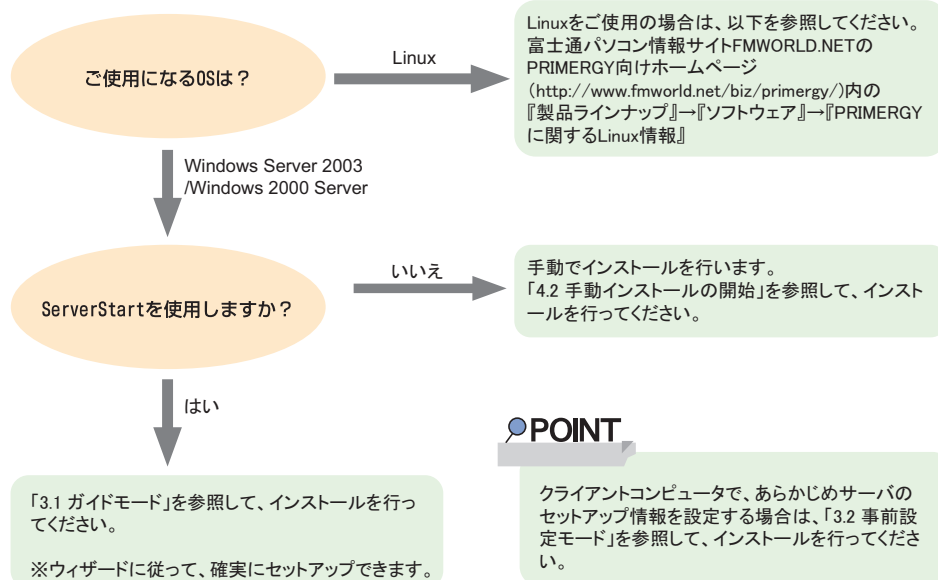 ご使用になるOSは？
Linux
Linuxをご使用の場合は、以下を参照してください。
富士通パソコン情報サイトFMWORLD.NETの
PRIMERGY向けホームページ
(http://www.fmworld.net/biz/primergy/)内の
『製品ラインナップ』→『ソフトウェア』→『PRIMERGY
に関するLinux情報』
Windows Server 2003
/Windows 2000 Server
ServerStartを使用しますか？
いいえ
手動でインストールを行います。
「4.2 手動インストールの開始」を参照して、インスト
ールを行ってください。
はい
「3.1 ガイドモード」を参照して、インストールを行っ
てください。
※ウィザードに従って、確実にセットアップできます。
POINT
クライアントコンピュータで、あらかじめサーバの
セットアップ情報を設定する場合は、「3.2 事前設
定モード」を参照して、インストールを行ってくださ
い。